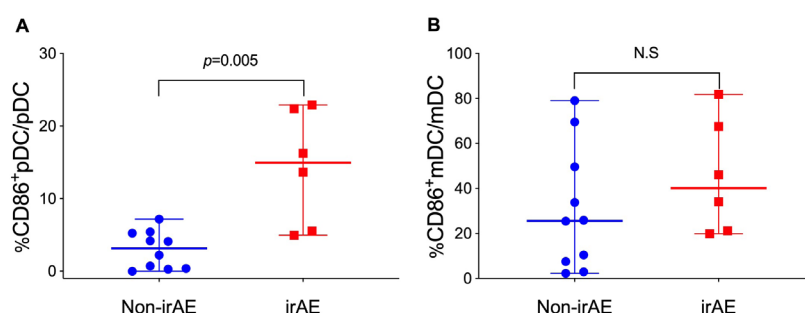 A
30
20
10
0
%CD86⁺pDC/pDC
p=0.005
Non-irAE
irAE
B
100
80
60
40
20
0
%CD86⁺mDC/mDC
N.S
Non-irAE
irAE